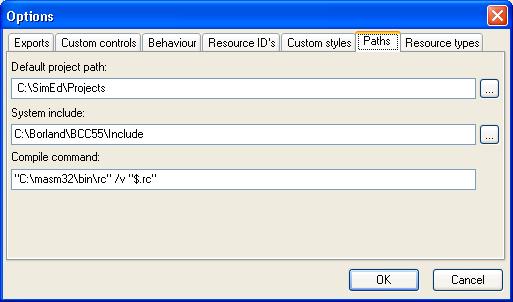 Options
Exports Custom controls Behaviour Resource ID's Custom styles Paths Resource types
Default project path:
C:\SimEd\Projects ...
System include:
C:\Borland\BCC55\Include ...
Compile command:
"C:\masm32\bin\rc" /v "$.rc"
OK Cancel